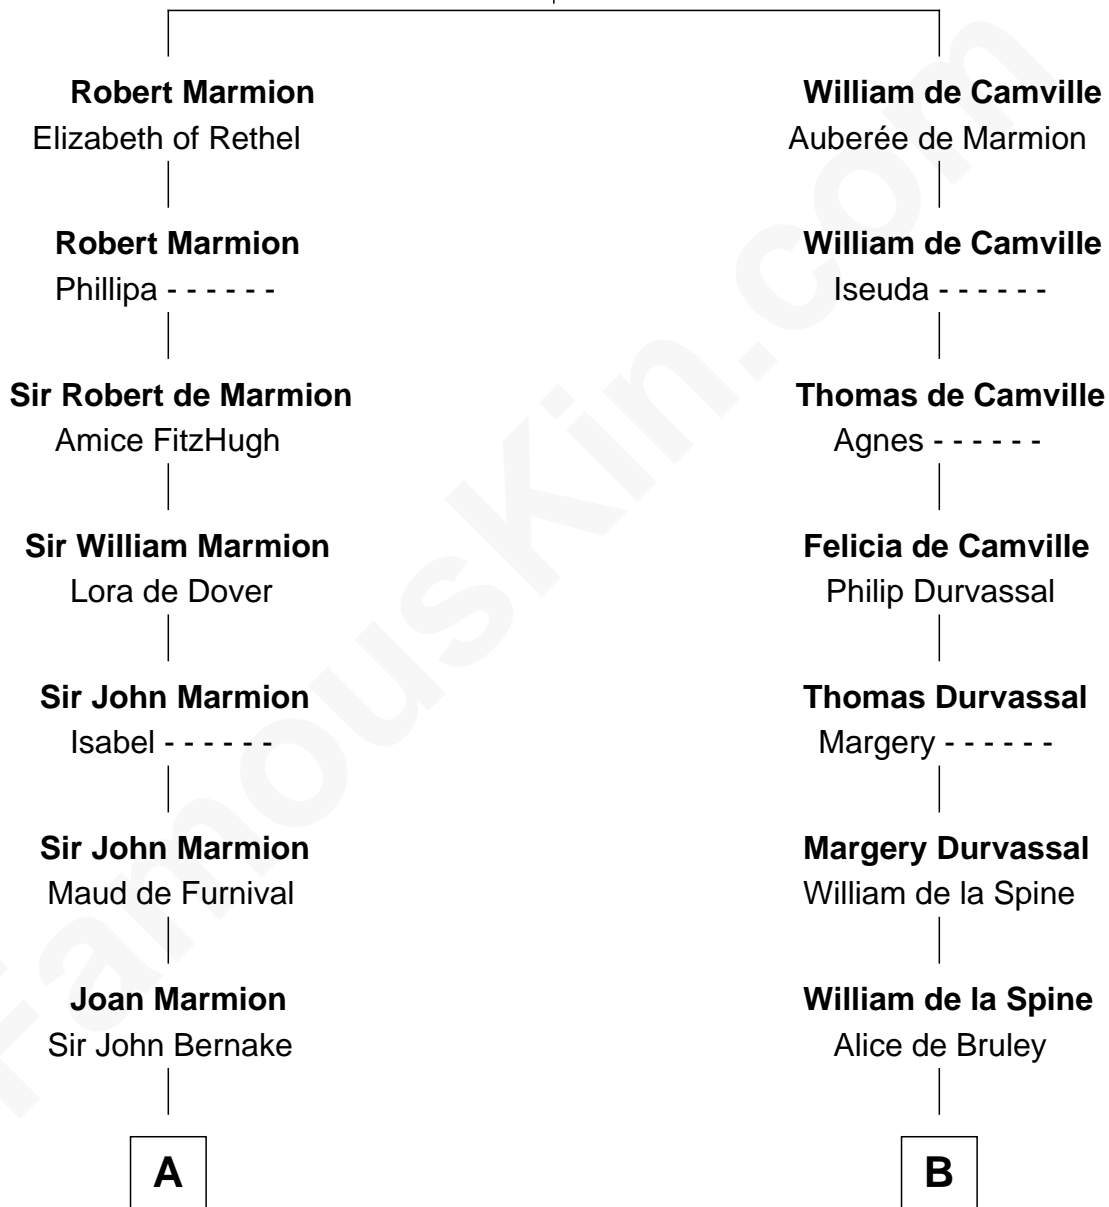 Robert Marmion
Elizabeth of Rethel
Robert Marmion
Phillipa - - - - - -
Sir Robert de Marmion
Amice FitzHugh
Sir William Marmion
Lora de Dover
Sir John Marmion
Isabel - - - - - -
Sir John Marmion
Maud de Furnival
Joan Marmion
Sir John Bernake
A
William de Camville
Auberée de Marmion
William de Camville
Iseuda - - - - - -
Thomas de Camville
Agnes - - - - - -
Felicia de Camville
Philip Durvassal
Thomas Durvassal
Margery - - - - - -
Margery Durvassal
William de la Spine
William de la Spine
Alice de Bruley
B
FamousKin.com